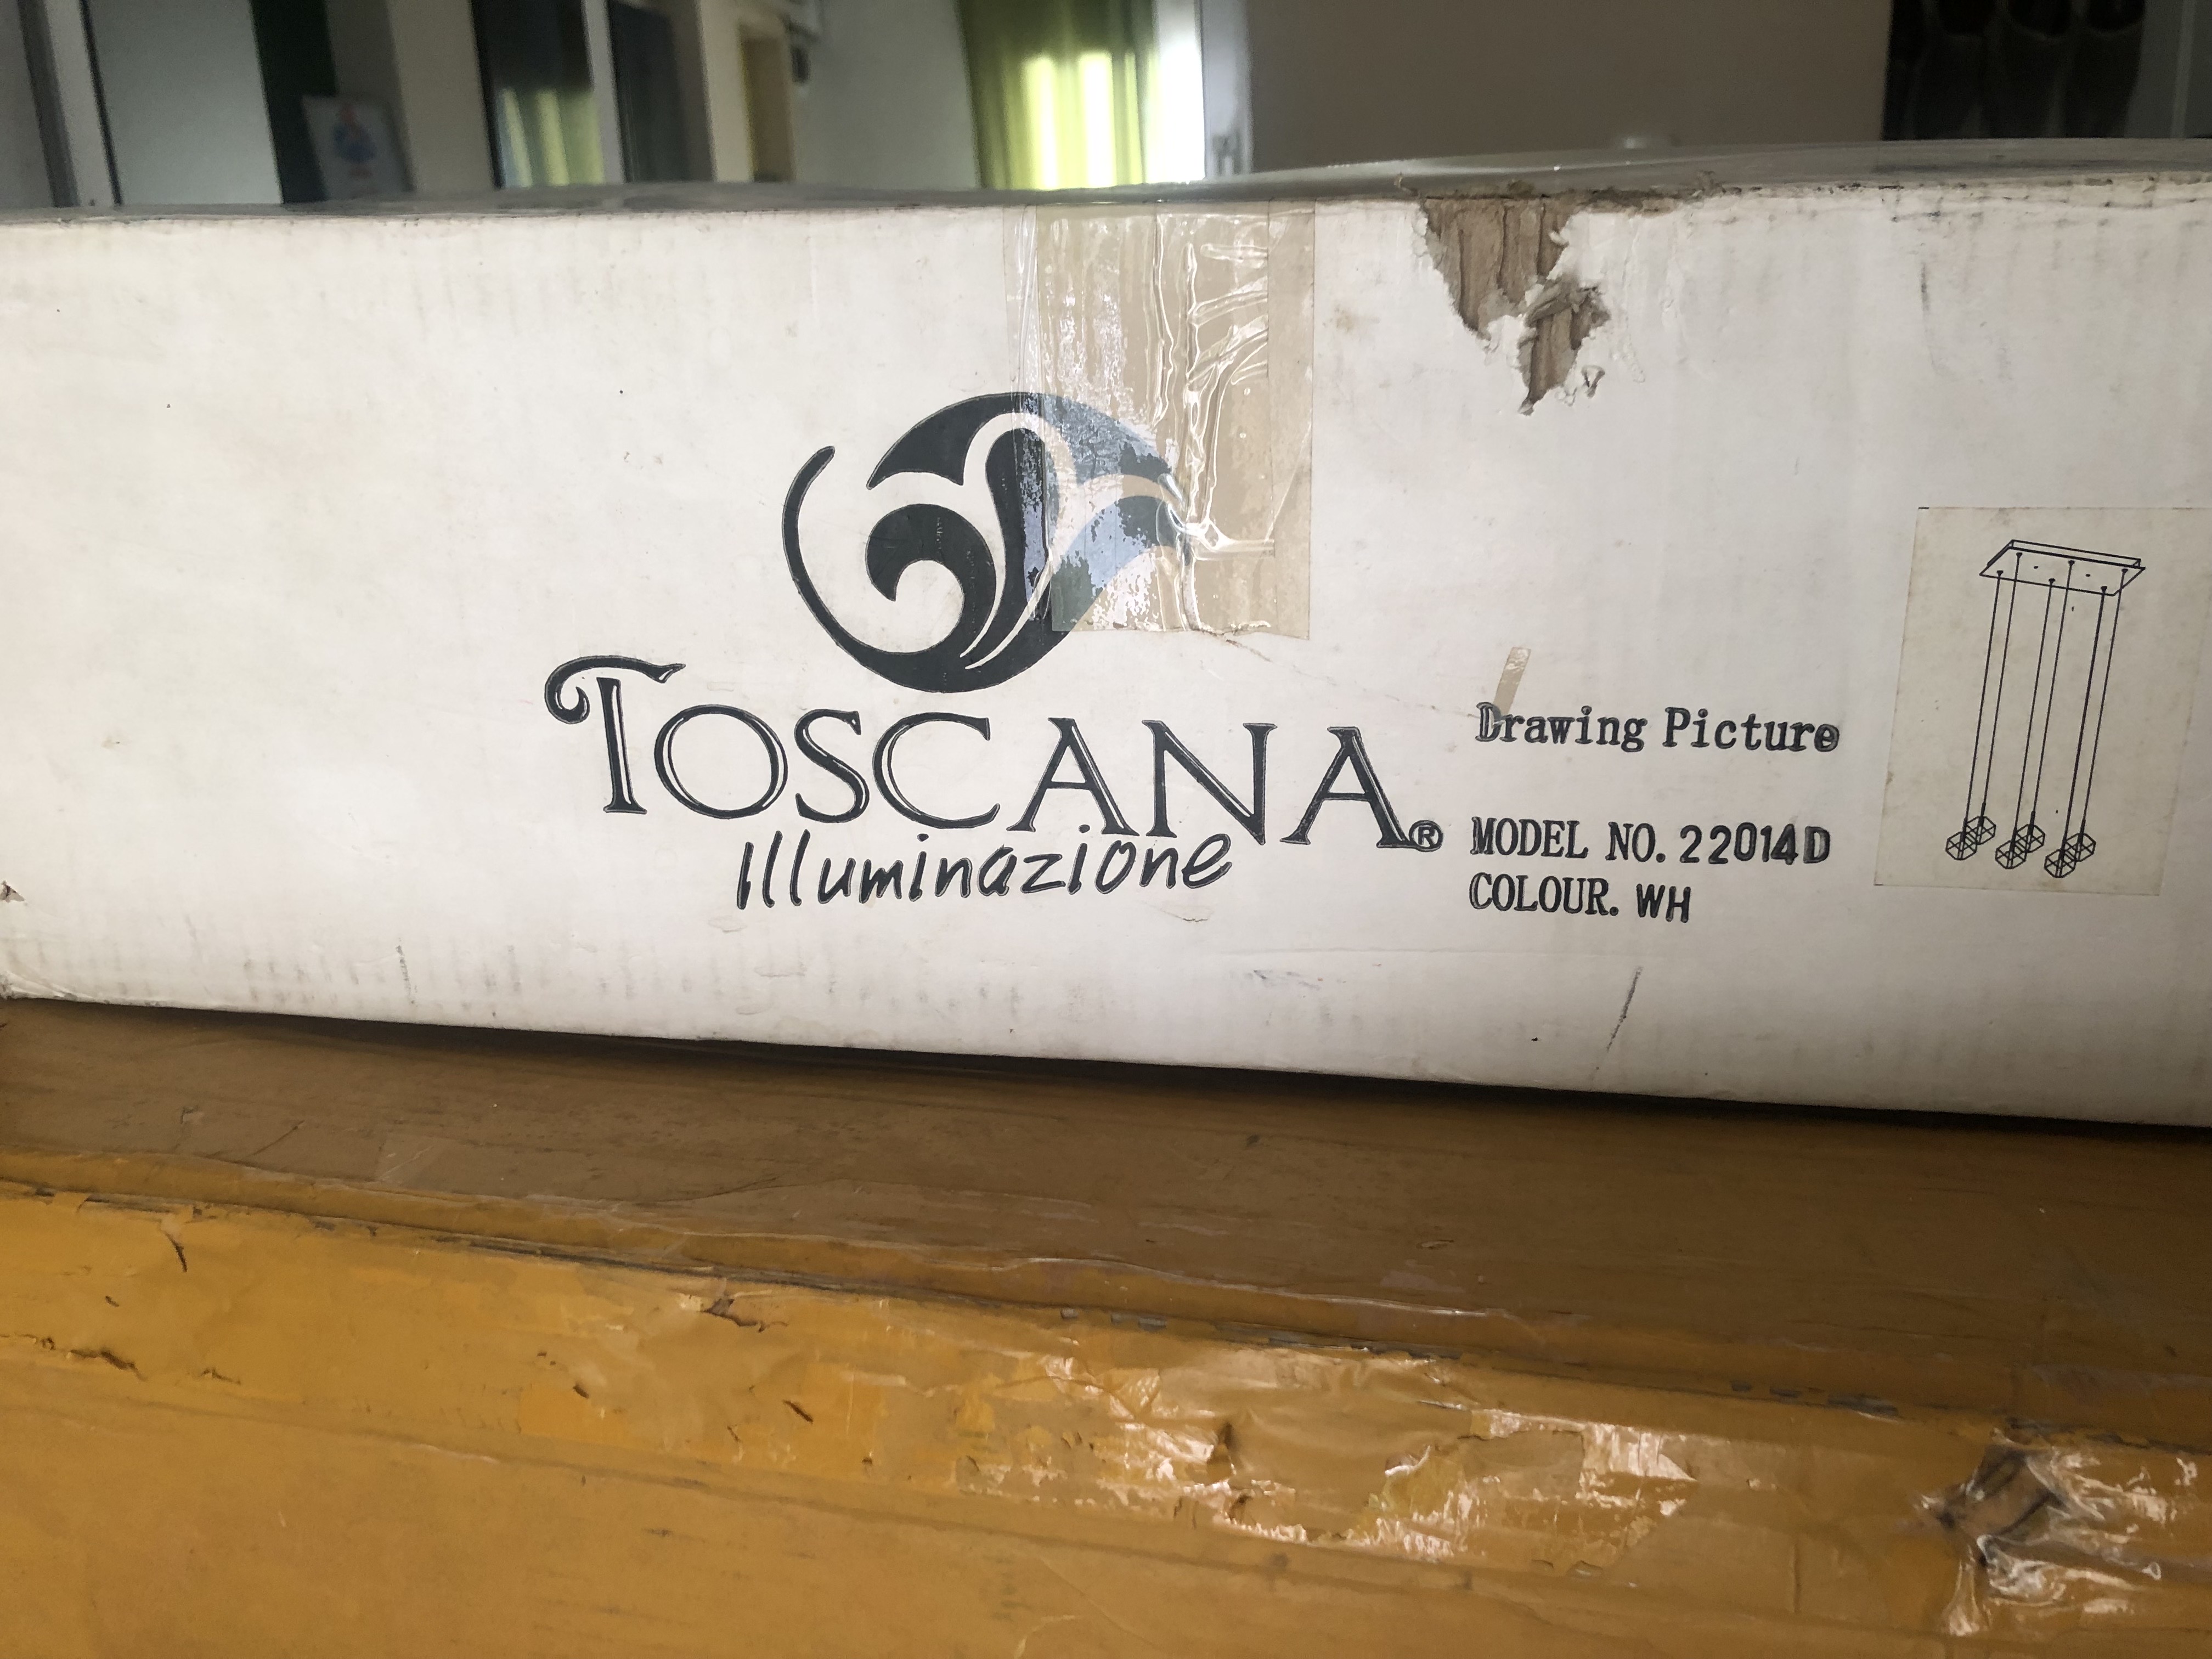 TOSCANA®
Illuminazione
Drawing Picture
MODEL NO. 22014D
COLOUR. WH